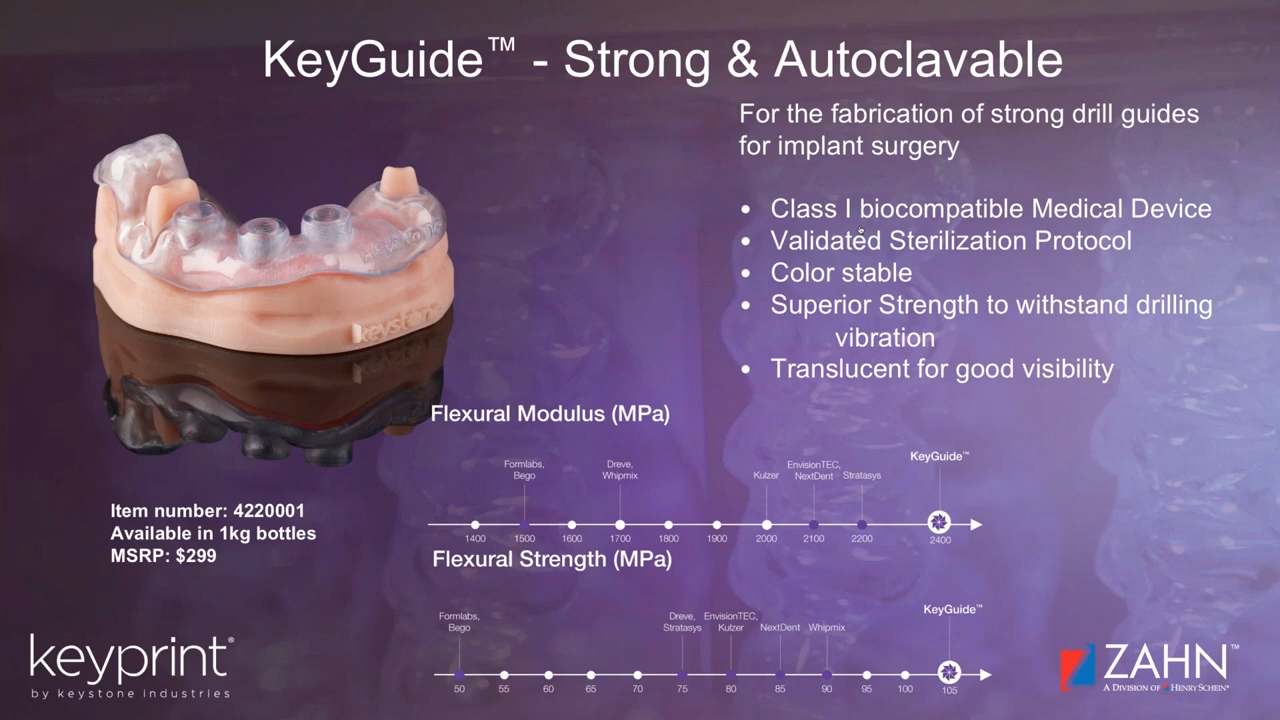 KeyGuide™ - Strong & Autoclavable
For the fabrication of strong drill guides
for implant surgery
• Class I biocompatible Medical Device
• Validated Sterilization Protocol
• Color stable
• Superior Strength to withstand drilling
vibration
• Translucent for good visibility
keystone
Item number: 4220001
Available in 1kg bottles
MSRP: $299
Flexural Modulus (MPa)
Formlabs,
Bego
Dreve,
Whipmix
Kulzer
EnvisionTEC,
NextDent
Stratasys
KeyGuide™
1400 1500 1600 1700 1800 1900 2000 2100 2200 2400
Flexural Strength (MPa)
Formlabs,
Bego
Dreve,
Stratasys
EnvisionTEC,
Kulzer
NextDent
Whipmix
KeyGuide™
50 55 60 65 70 75 80 85 90 95 100 105
keyprint®
by keystone industries
ZAHN™
A DIVISION OF HENRY SCHEIN®